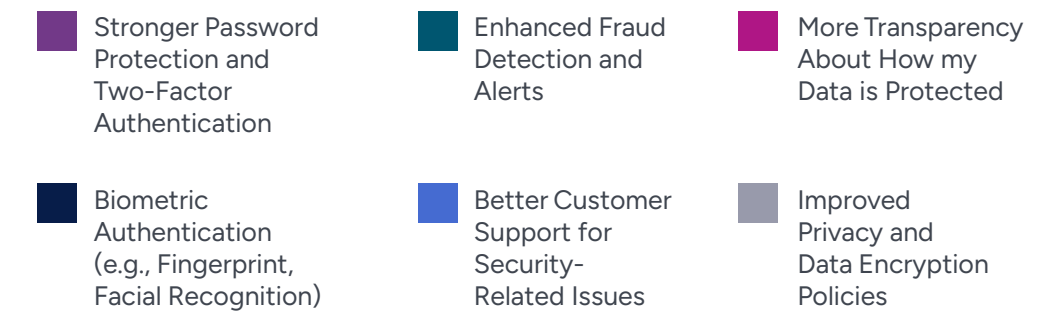 Stronger Password
Protection and
Two-Factor
Authentication
Enhanced Fraud
Detection and
Alerts
More Transparency
About How my
Data is Protected
Biometric
Authentication
(e.g., Fingerprint,
Facial Recognition)
Better Customer
Support for
Security-
Related Issues
Improved
Privacy and
Data Encryption
Policies